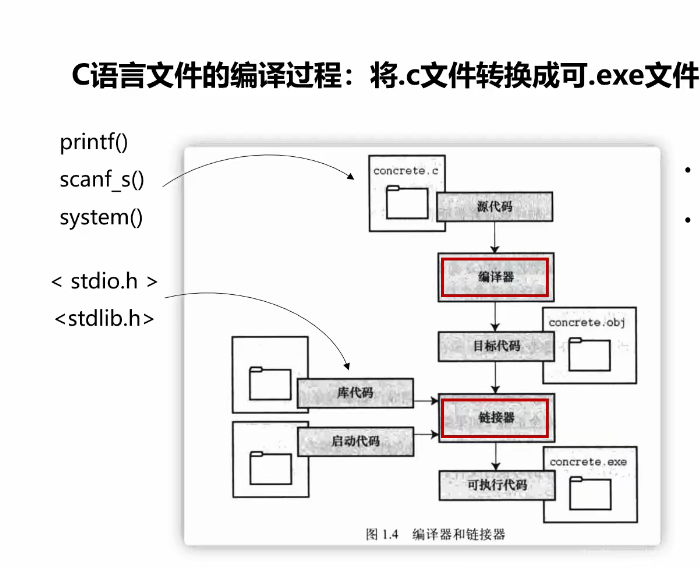 C语言文件的编译过程：将.c文件转换成可.exe文件
printf()
scanf_s()
system()
< stdio.h >
<stdlib.h>
concrete.c
源代码
编译器
concrete.obj
目标代码
库代码
链接器
启动代码
concrete.exe
可执行代码
图 1.4 编译器和链接器